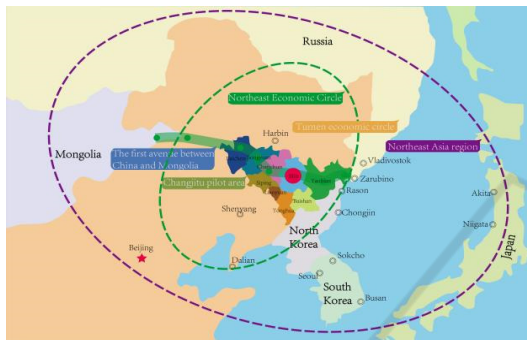 Russia
Northeast Economic Circle
Tumen economic circle
Harbin
Northeast Asia region
Mongolia
The first avenue between
China and Mongolia
Vladivostok
Changjitu pilot area
Zarubino
Rason
Akita
Shenyang
Chongjin
North
Korea
Niigata
Beijing
Dalian
Sokcho
Japan
Seoul
South
Korea
Busan